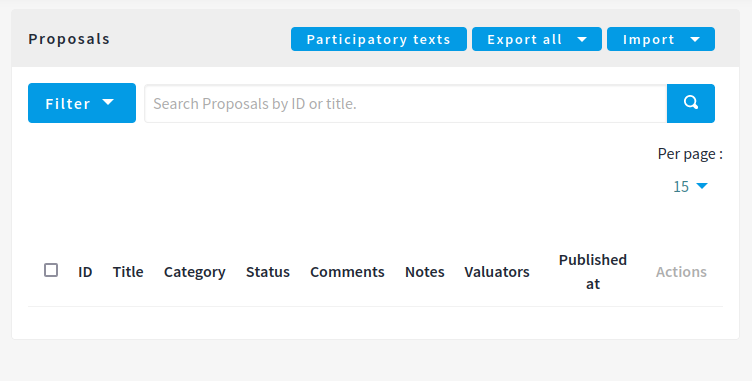 Proposals Participatory texts Export all Import
Filter Search Proposals by ID or title.
Per page :
15
ID Title Category Status Comments Notes Valuators Published at Actions